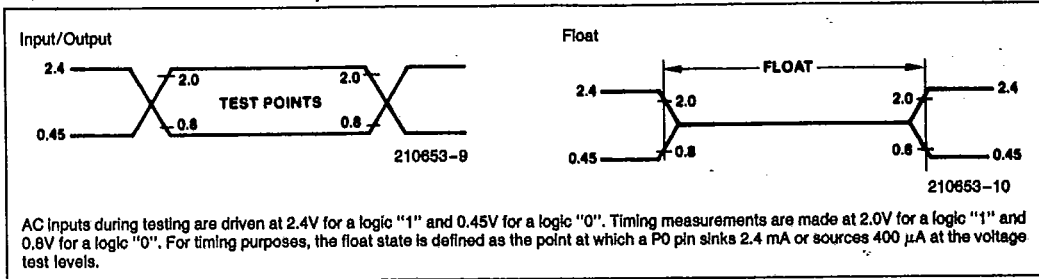 Input/Output
2.4
2.0
2.0
TEST POINTS
0.8
0.8
0.45
210653-9
Float
FLOAT
2.4
2.0
2.0
2.4
0.8
0.8
0.45
0.45
210653-10
AC inputs during testing are driven at 2.4V for a logic "1" and 0.45V for a logic "0". Timing measurements are made at 2.0V for a logic "1" and
0.8V for a logic "0". For timing purposes, the float state is defined as the point at which a P0 pin sinks 2.4 mA or sources 400 µA at the voltage
test levels.